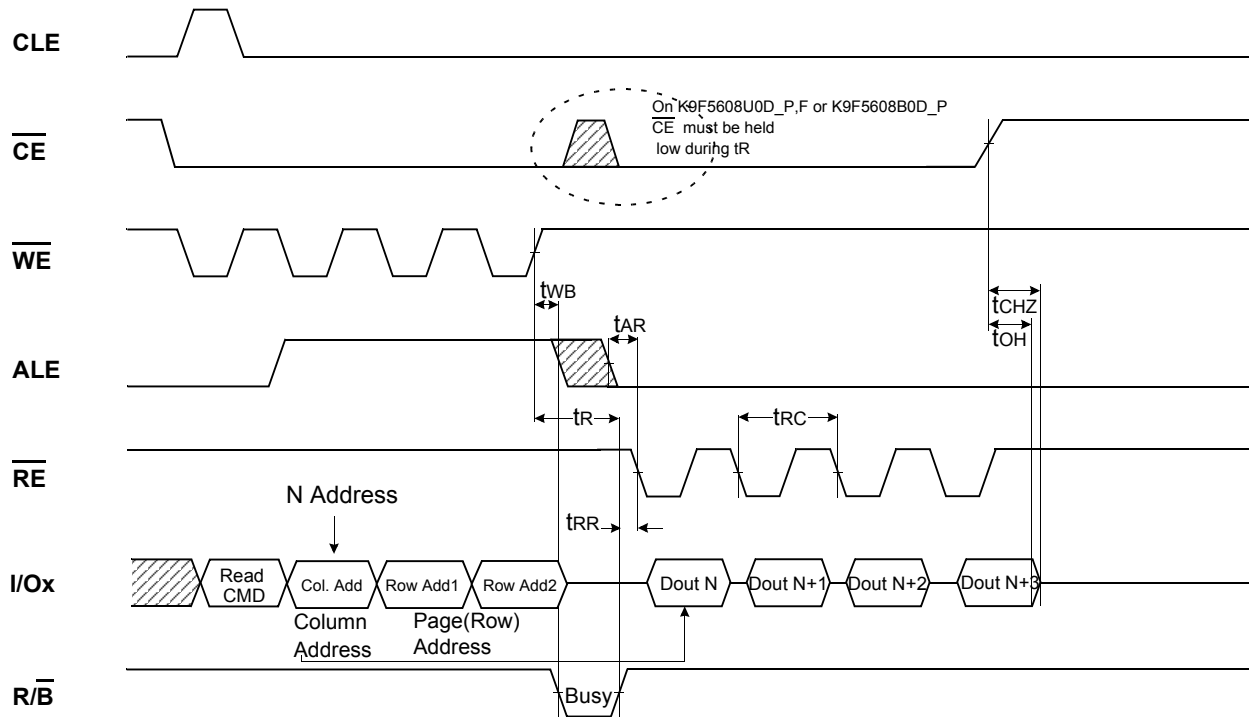 CLE
On K9F5608U0D_P,F or K9F5608B0D_P
CE must be held
low during tR
CE
WE
tWB
tCHZ
tAR
tOH
ALE
tR
tRC
RE
N Address
tRR
I/Ox
Read
CMD
Col. Add
Row Add1
Row Add2
Dout N
Dout N+1
Dout N+2
Dout N+3
Column
Address
Page(Row)
Address
R/B
Busy